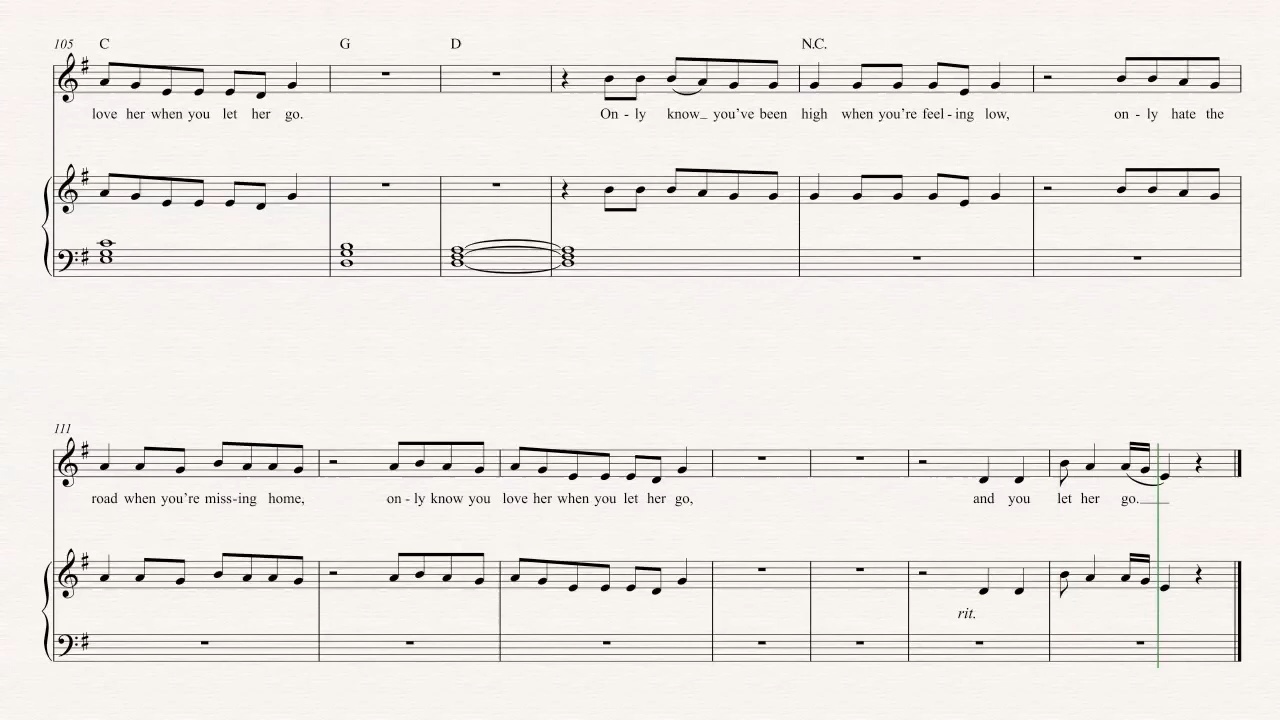 105 C G D N.C.
love her when you let her go. On - ly know_ you've been high when you're feel - ing low, on - ly hate the
111
road when you're miss-ing home, on - ly know you love her when you let her go, and you let her go.____
rit.